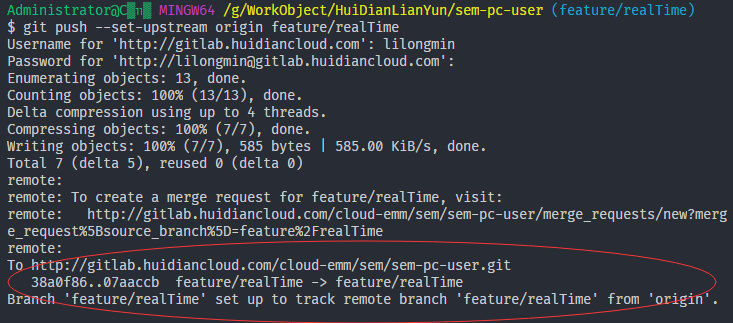 Administrator@C n MINGW64 /g/WorkObject/HuiDianLianYun/sem-pc-user (feature/realTime)
$ git push --set-upstream origin feature/realTime
Username for 'http://gitlab.huidiancloud.com': lilongmin
Password for 'http://lilongmin@gitlab.huidiancloud.com':
Enumerating objects: 13, done.
Counting objects: 100% (13/13), done.
Delta compression using up to 4 threads.
Compressing objects: 100% (7/7), done.
Writing objects: 100% (7/7), 585 bytes | 585.00 KiB/s, done.
Total 7 (delta 5), reused 0 (delta 0)
remote:
remote: To create a merge request for feature/realTime, visit:
remote:   http://gitlab.huidiancloud.com/cloud-emm/sem/sem-pc-user/merge_requests/new?merg
e_request%5Bsource_branch%5D=feature%2FrealTime
remote:
To http://gitlab.huidiancloud.com/cloud-emm/sem/sem-pc-user.git
   38a0f86..07aaccb  feature/realTime -> feature/realTime
Branch 'feature/realTime' set up to track remote branch 'feature/realTime' from 'origin'.